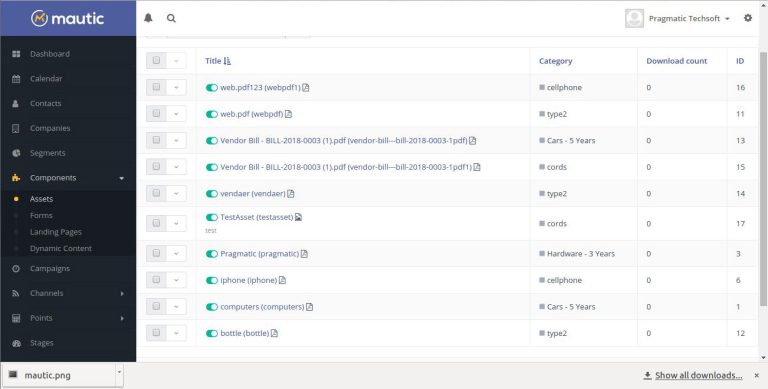 mautic
Pragmatic Techsoft
Dashboard
Calendar
Contacts
Companies
Segments
Components
Assets
Forms
Landing Pages
Dynamic Content
Campaigns
Channels
Points
Stages
Title Category Download count ID
web.pdf123 (webpdf1) cellphone 0 16
web.pdf (webpdf) type2 0 11
Vendor Bill - BILL-2018-0003 (1).pdf (vendor-bill---bill-2018-0003-1pdf) Cars - 5 Years 0 13
Vendor Bill - BILL-2018-0003 (1).pdf (vendor-bill---bill-2018-0003-1pdf1) cords 0 15
vendaer (vendaer) type2 0 14
TestAsset (testasset) cords 0 17
test
Pragmatic (pragmatic) Hardware - 3 Years 0 3
iphone (iphone) cellphone 0 6
computers (computers) Cars - 5 Years 0 1
bottle (bottle) type2 0 12
mautic.png
Show all downloads...